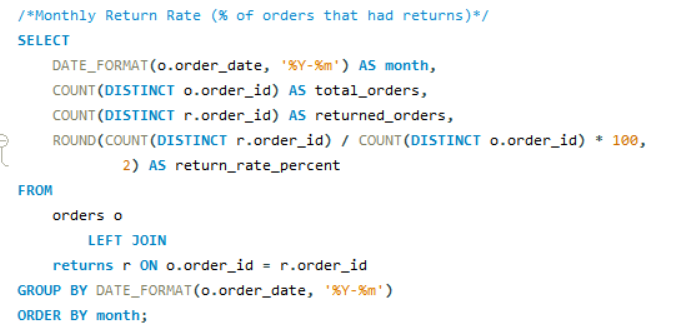 /*Monthly Return Rate (% of orders that had returns)*/
SELECT
DATE_FORMAT(o.order_date, '%Y-%m') AS month,
COUNT(DISTINCT o.order_id) AS total_orders,
COUNT(DISTINCT r.order_id) AS returned_orders,
ROUND(COUNT(DISTINCT r.order_id) / COUNT(DISTINCT o.order_id) * 100,
2) AS return_rate_percent
FROM
orders o
LEFT JOIN
returns r ON o.order_id = r.order_id
GROUP BY DATE_FORMAT(o.order_date, '%Y-%m')
ORDER BY month;